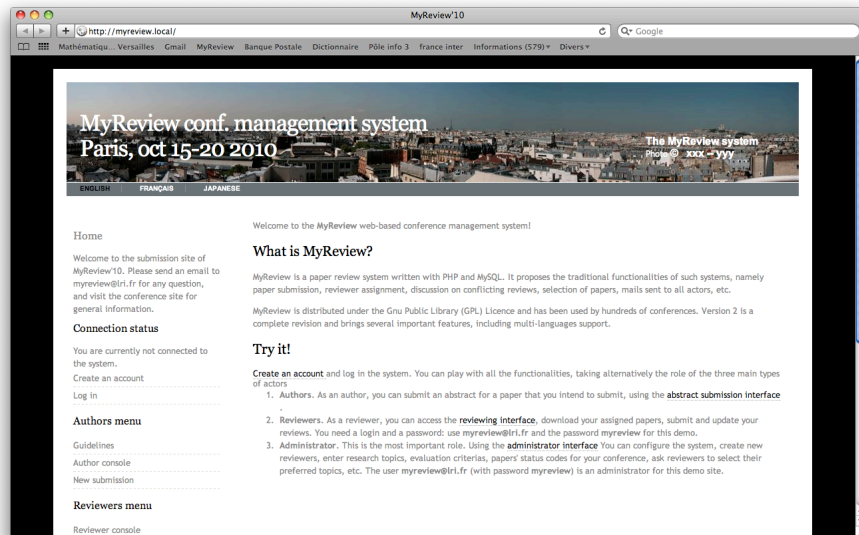 MyReview'10
http://myreview.local/
Google
Mathématiqu... Versailles Gmail MyReview Banque Postale Dictionnaire Pôle info 3 france inter Informations (579) Divers
MyReview conf. management system
Paris, oct 15-20 2010
The MyReview system
Photo © xxx – yyy
ENGLISH FRANÇAIS JAPANESE
Home
Welcome to the submission site of
MyReview'10. Please send an email to
myreview@lri.fr for any question,
and visit the conference site for
general information.
Connection status
You are currently not connected to
the system.
Create an account
Log in
Authors menu
Guidelines
Author console
New submission
Reviewers menu
Reviewer console
Welcome to the MyReview web-based conference management system!
What is MyReview?
MyReview is a paper review system written with PHP and MySQL. It proposes the traditional functionalities of such systems, namely
paper submission, reviewer assignment, discussion on conflicting reviews, selection of papers, mails sent to all actors, etc.
MyReview is distributed under the Gnu Public Library (GPL) Licence and has been used by hundreds of conferences. Version 2 is a
complete revision and brings several important features, including multi-languages support.
Try it!
Create an account and log in the system. You can play with all the functionalities, taking alternatively the role of the three main types
of actors
1. Authors. As an author, you can submit an abstract for a paper that you intend to submit, using the abstract submission interface
.
2. Reviewers. As a reviewer, you can access the reviewing interface, download your assigned papers, submit and update your
reviews. You need a login and a password: use myreview@lri.fr and the password myreview for this demo.
3. Administrator. This is the most important role. Using the administrator interface You can configure the system, create new
reviewers, enter research topics, evaluation criterias, papers' status codes for your conference, ask reviewers to select their
preferred topics, etc. The user myreview@lri.fr (with password myreview) is an administrator for this demo site.